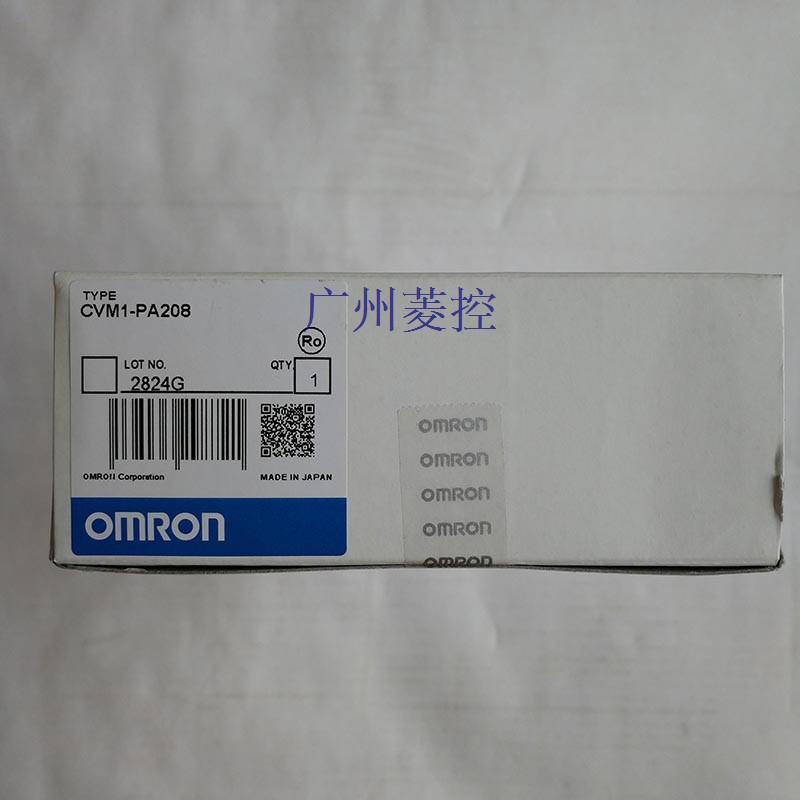 TYPE
CVM1-PA208
广州菱控
Ro
LOT NO.
QTY.
2824G
1
OMRON Corporation
MADE IN JAPAN
OMRON
OMRON
OMRON
OMRON
OMRON
OMRON